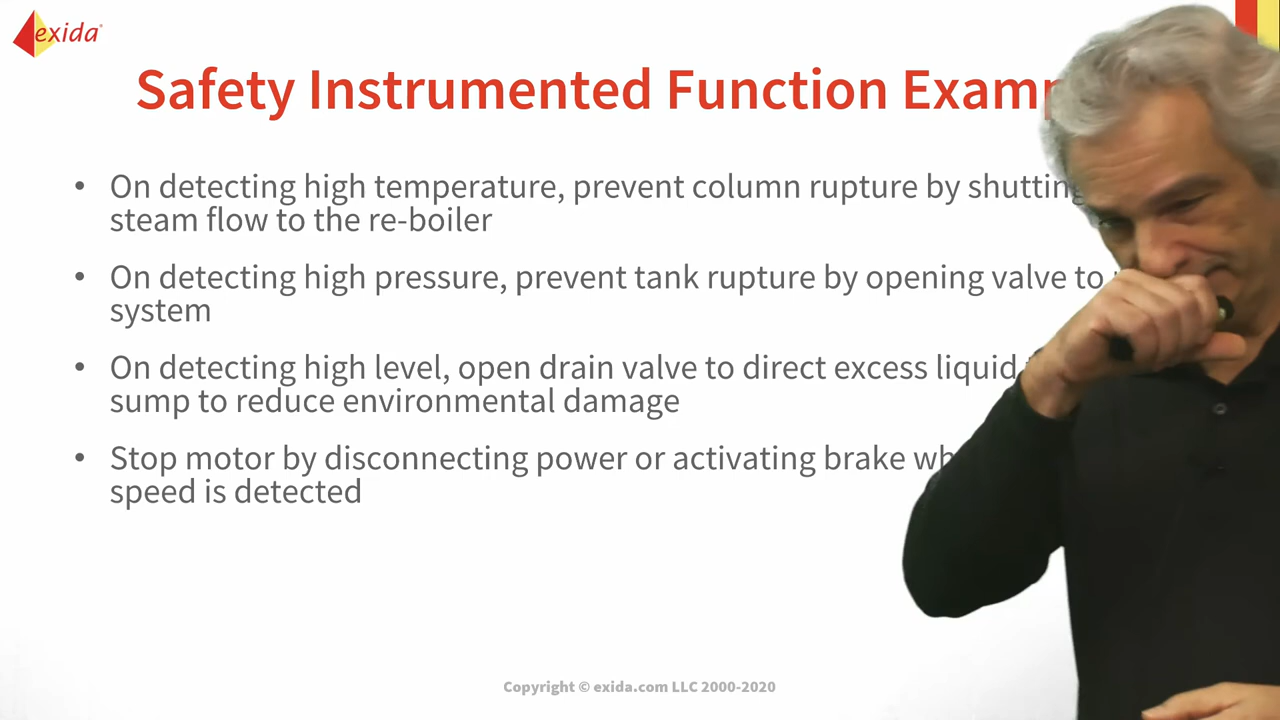 exida
Safety Instrumented Function
On detecting high temperature, prevent column rupture by shutting
steam flow to the re-boiler
On detecting high pressure, prevent tank rupture by opening valve to
system
On detecting high level, open drain valve to direct excess liquid
sump to reduce environmental damage
Stop motor by disconnecting power or activating brake
speed is detected
Copyright © exida.com LLC 2000-2020